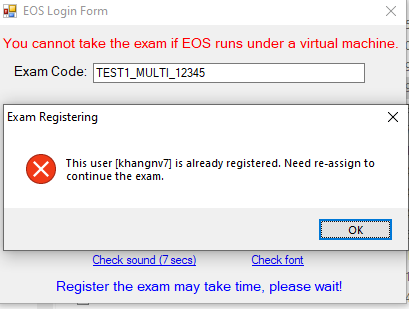 EOS Login Form
You cannot take the exam if EOS runs under a virtual machine.
Exam Code:
TEST1_MULTI_12345
Exam Registering
This user [khangnv7] is already registered. Need re-assign to
continue the exam.
OK
Check sound (7 secs)
Check font
Register the exam may take time, please wait!